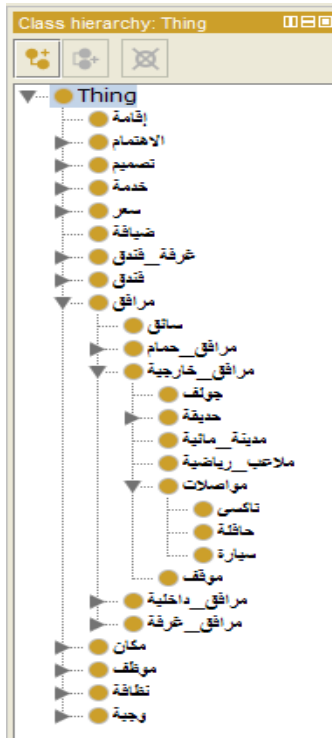 Class hierarchy: Thing
Thing
إقامة
الاهتمام
تصميم
خدمة
سعر
ضيافة
غرفة_فندق
فندق
مرافق
سائق
مرافق_حمام
مرافق_خارجية
جولف
حديقة
مدينة_مائية
ملاعب_رياضية
مواصلات
تاكسي
حافلة
سيارة
موقف
مرافق_داخلية
مرافق_غرفة
مكان
موظف
نظافة
وجبة